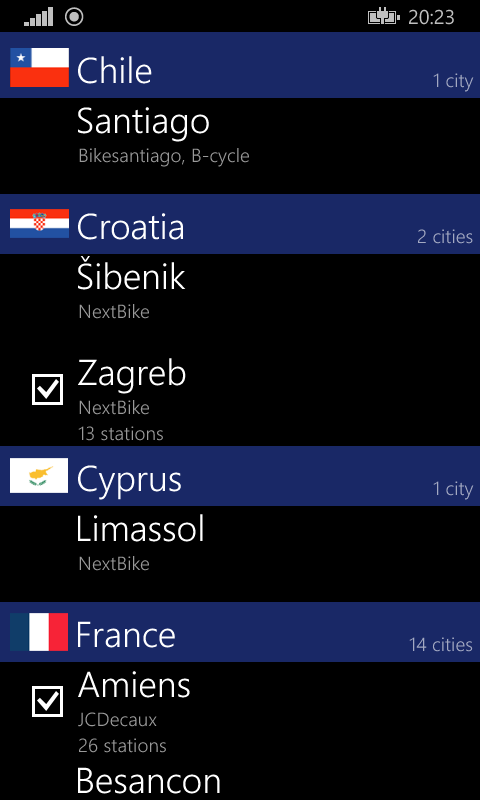 20:23
Chile
1 city
Santiago
Bikesantiago, B-cycle
Croatia
2 cities
Šibenik
NextBike
Zagreb
NextBike
13 stations
Cyprus
1 city
Limassol
NextBike
France
14 cities
Amiens
JCDecaux
26 stations
Besancon